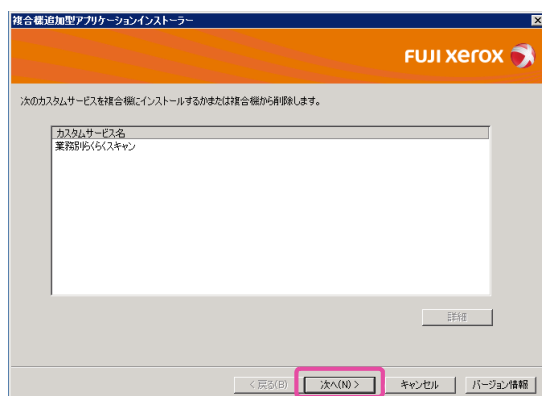 複合機追加型アプリケーションインストーラー
FUJI xerox
次のカスタムサービスを複合機にインストールするかまたは複合機から削除します。
カスタムサービス名
業務別らくらくスキャン
詳細
< 戻る(B)
次へ(N) >
キャンセル
バージョン情報